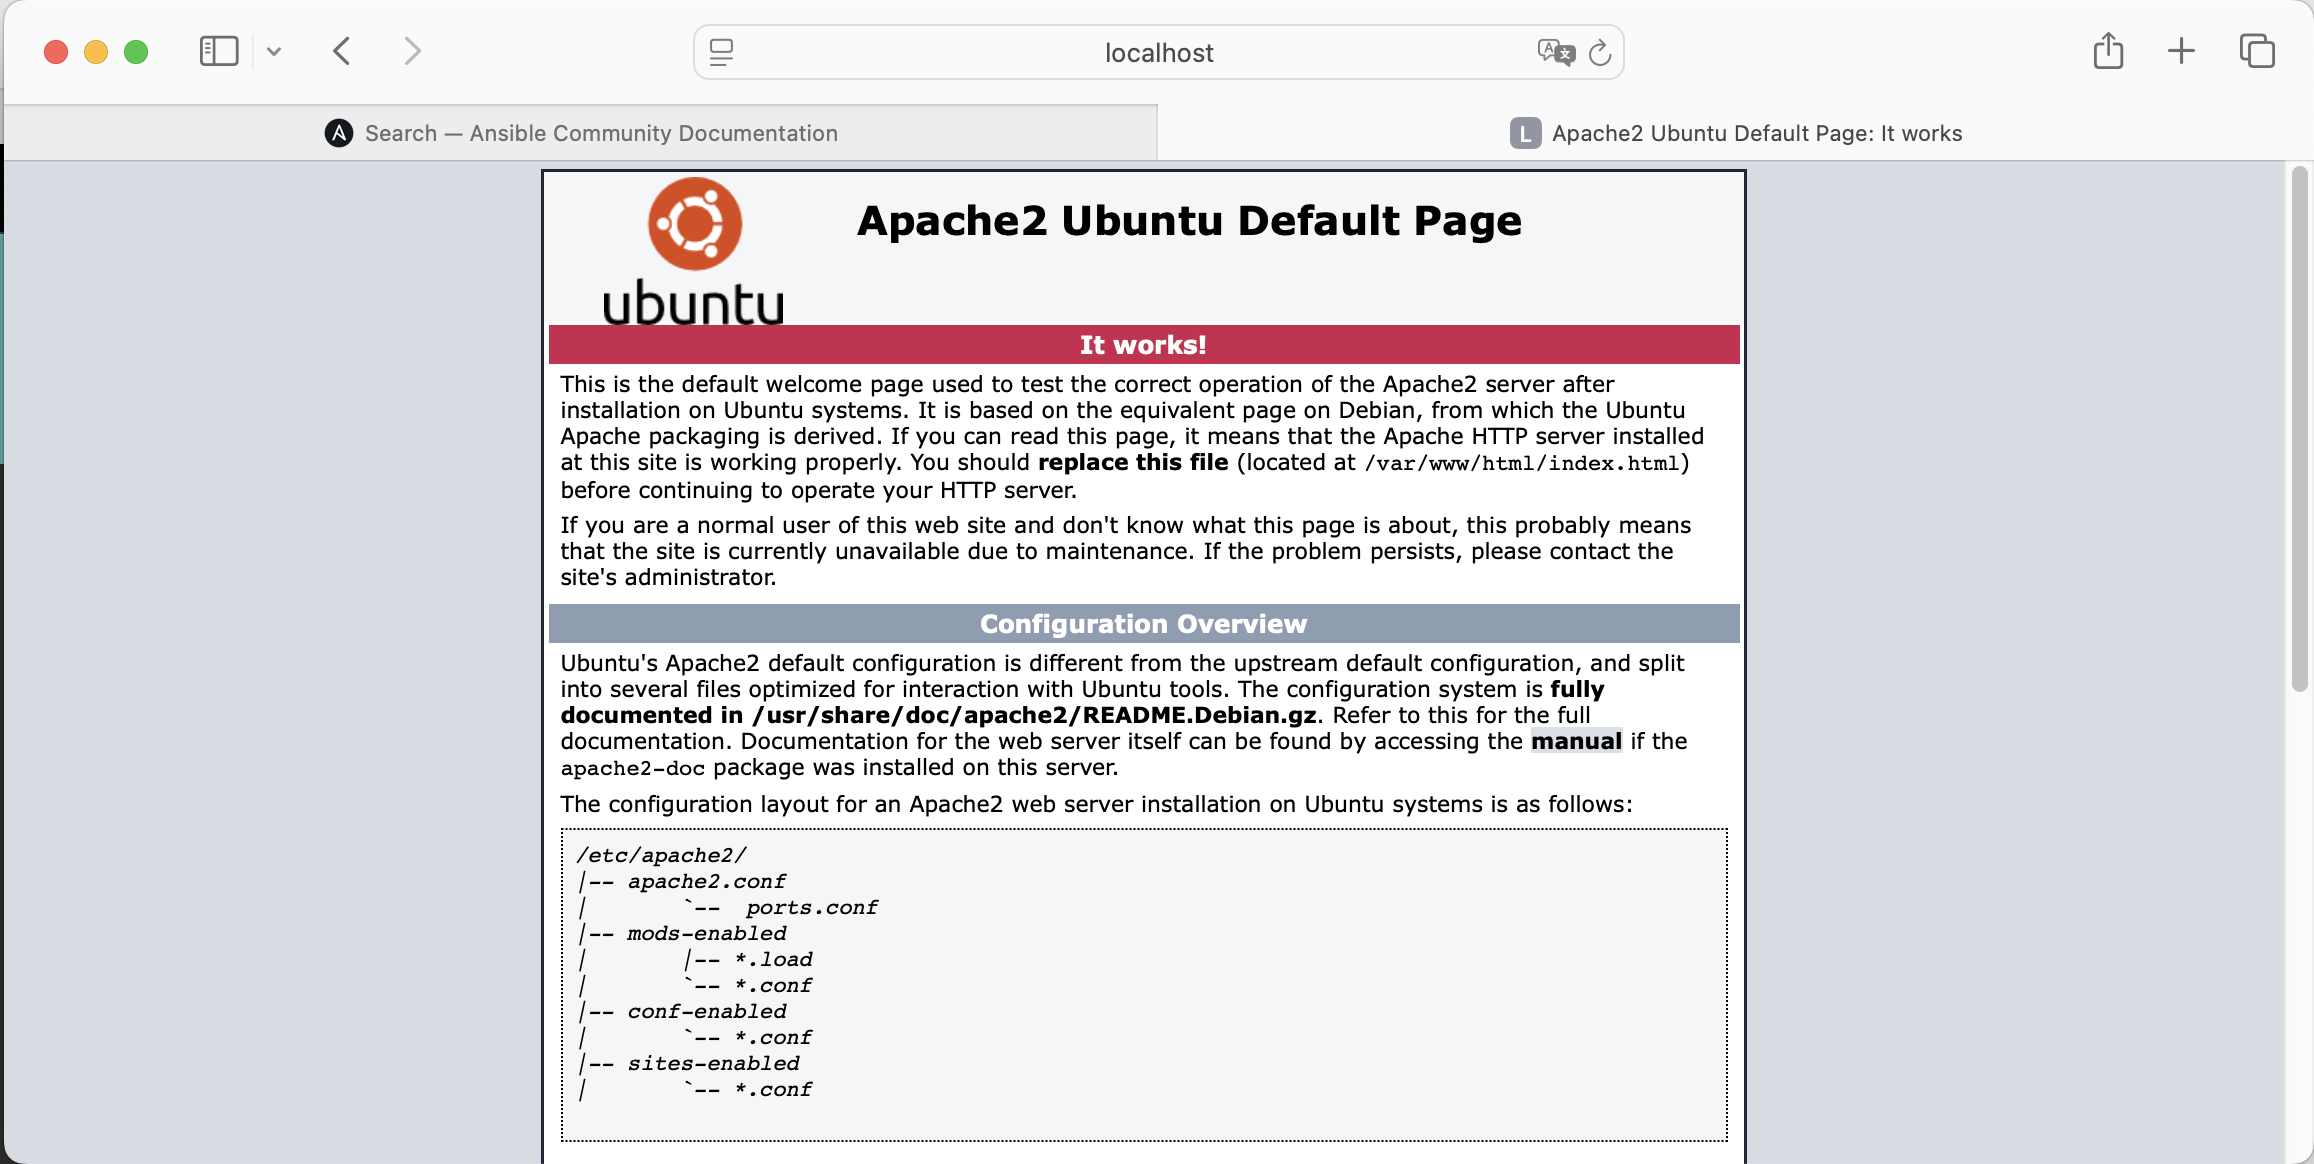 localhost
Search — Ansible Community Documentation
L Apache2 Ubuntu Default Page: It works
ubuntu
Apache2 Ubuntu Default Page
It works!
This is the default welcome page used to test the correct operation of the Apache2 server after
installation on Ubuntu systems. It is based on the equivalent page on Debian, from which the Ubuntu
Apache packaging is derived. If you can read this page, it means that the Apache HTTP server installed
at this site is working properly. You should replace this file (located at /var/www/html/index.html)
before continuing to operate your HTTP server.
If you are a normal user of this web site and don't know what this page is about, this probably means
that the site is currently unavailable due to maintenance. If the problem persists, please contact the
site's administrator.
Configuration Overview
Ubuntu's Apache2 default configuration is different from the upstream default configuration, and split
into several files optimized for interaction with Ubuntu tools. The configuration system is fully
documented in /usr/share/doc/apache2/README.Debian.gz. Refer to this for the full
documentation. Documentation for the web server itself can be found by accessing the manual if the
apache2-doc package was installed on this server.
The configuration layout for an Apache2 web server installation on Ubuntu systems is as follows:
/etc/apache2/
|-- apache2.conf
|       `--  ports.conf
|-- mods-enabled
|       |-- *.load
|       `-- *.conf
|-- conf-enabled
|       `-- *.conf
|-- sites-enabled
|       `-- *.conf